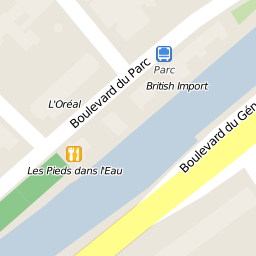 Parc
British Import
L'Oréal
Boulevard du Parc
Les Pieds dans l'Eau
Boulevard du Gén